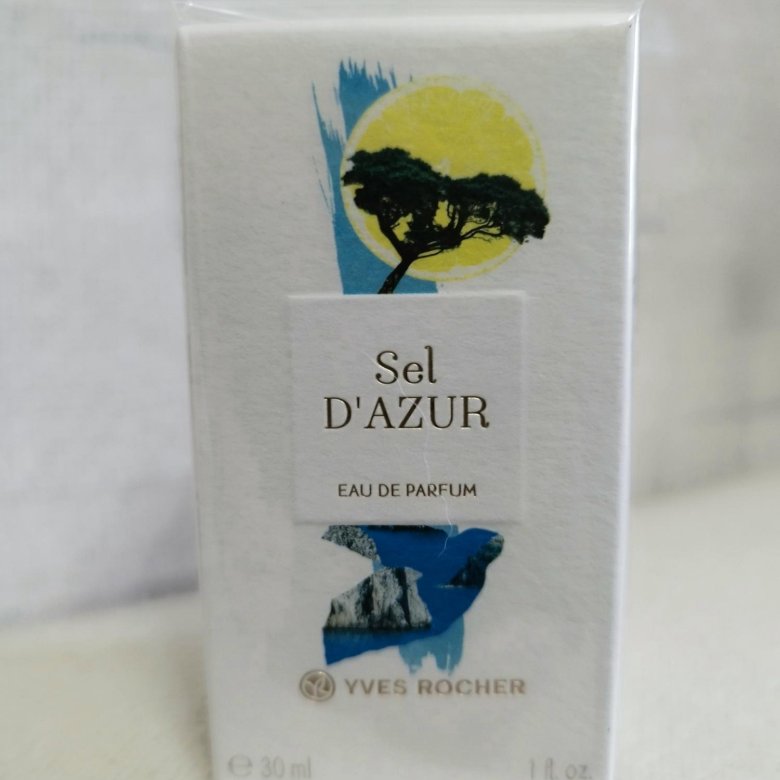 Sel
D'AZUR
EAU DE PARFUM
YVES ROCHER
℮ 30 ml 1 fl. oz.